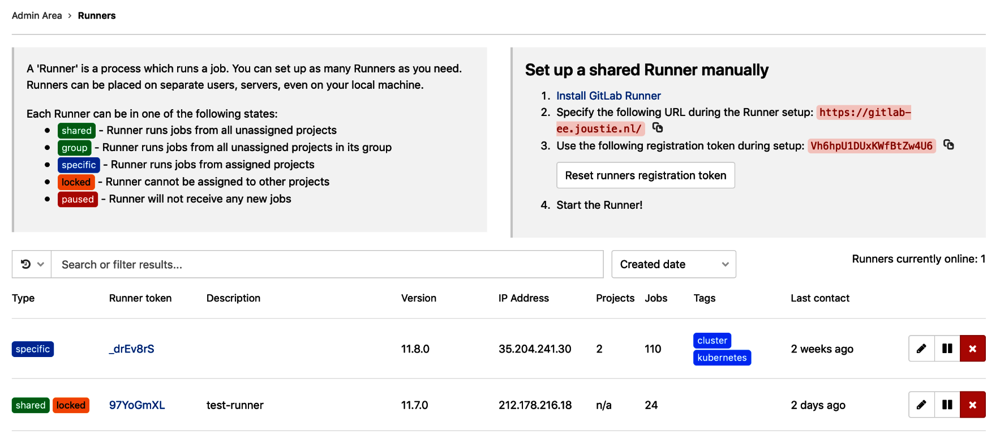 Admin Area > Runners
A 'Runner' is a process which runs a job. You can set up as many Runners as you need.
Runners can be placed on separate users, servers, even on your local machine.
Each Runner can be in one of the following states:
shared - Runner runs jobs from all unassigned projects
group - Runner runs jobs from all unassigned projects in its group
specific - Runner runs jobs from assigned projects
locked - Runner cannot be assigned to other projects
paused - Runner will not receive any new jobs
Set up a shared Runner manually
1. Install GitLab Runner
2. Specify the following URL during the Runner setup: https://gitlab-
ee.joustie.nl/
3. Use the following registration token during setup: Vh6hpU1DUxKWfBtZw4U6
Reset runners registration token
4. Start the Runner!
Search or filter results...
Created date
Runners currently online: 1
Type Runner token Description Version IP Address Projects Jobs Tags Last contact
specific _drEv8rS 11.8.0 35.204.241.30 2 110 cluster 2 weeks ago
kubernetes
shared locked 97YoGmXL test-runner 11.7.0 212.178.216.18 n/a 24 2 days ago